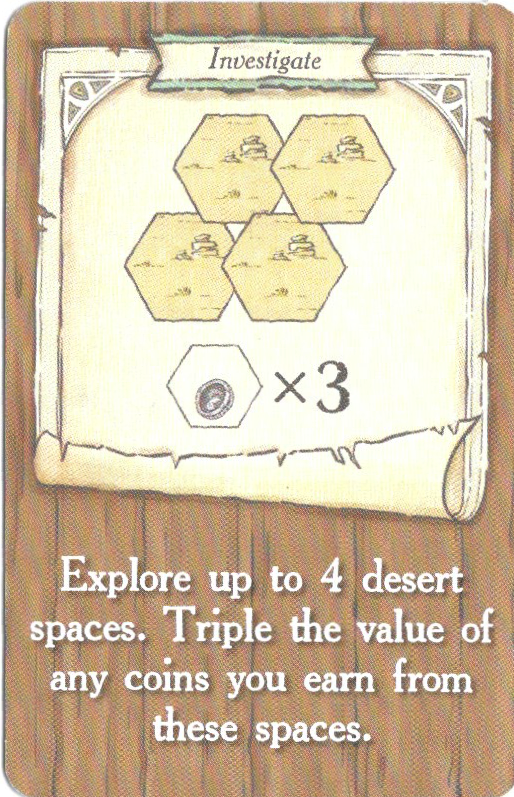 Investigate
×3
Explore up to 4 desert
spaces. Triple the value of
any coins you earn from
these spaces.